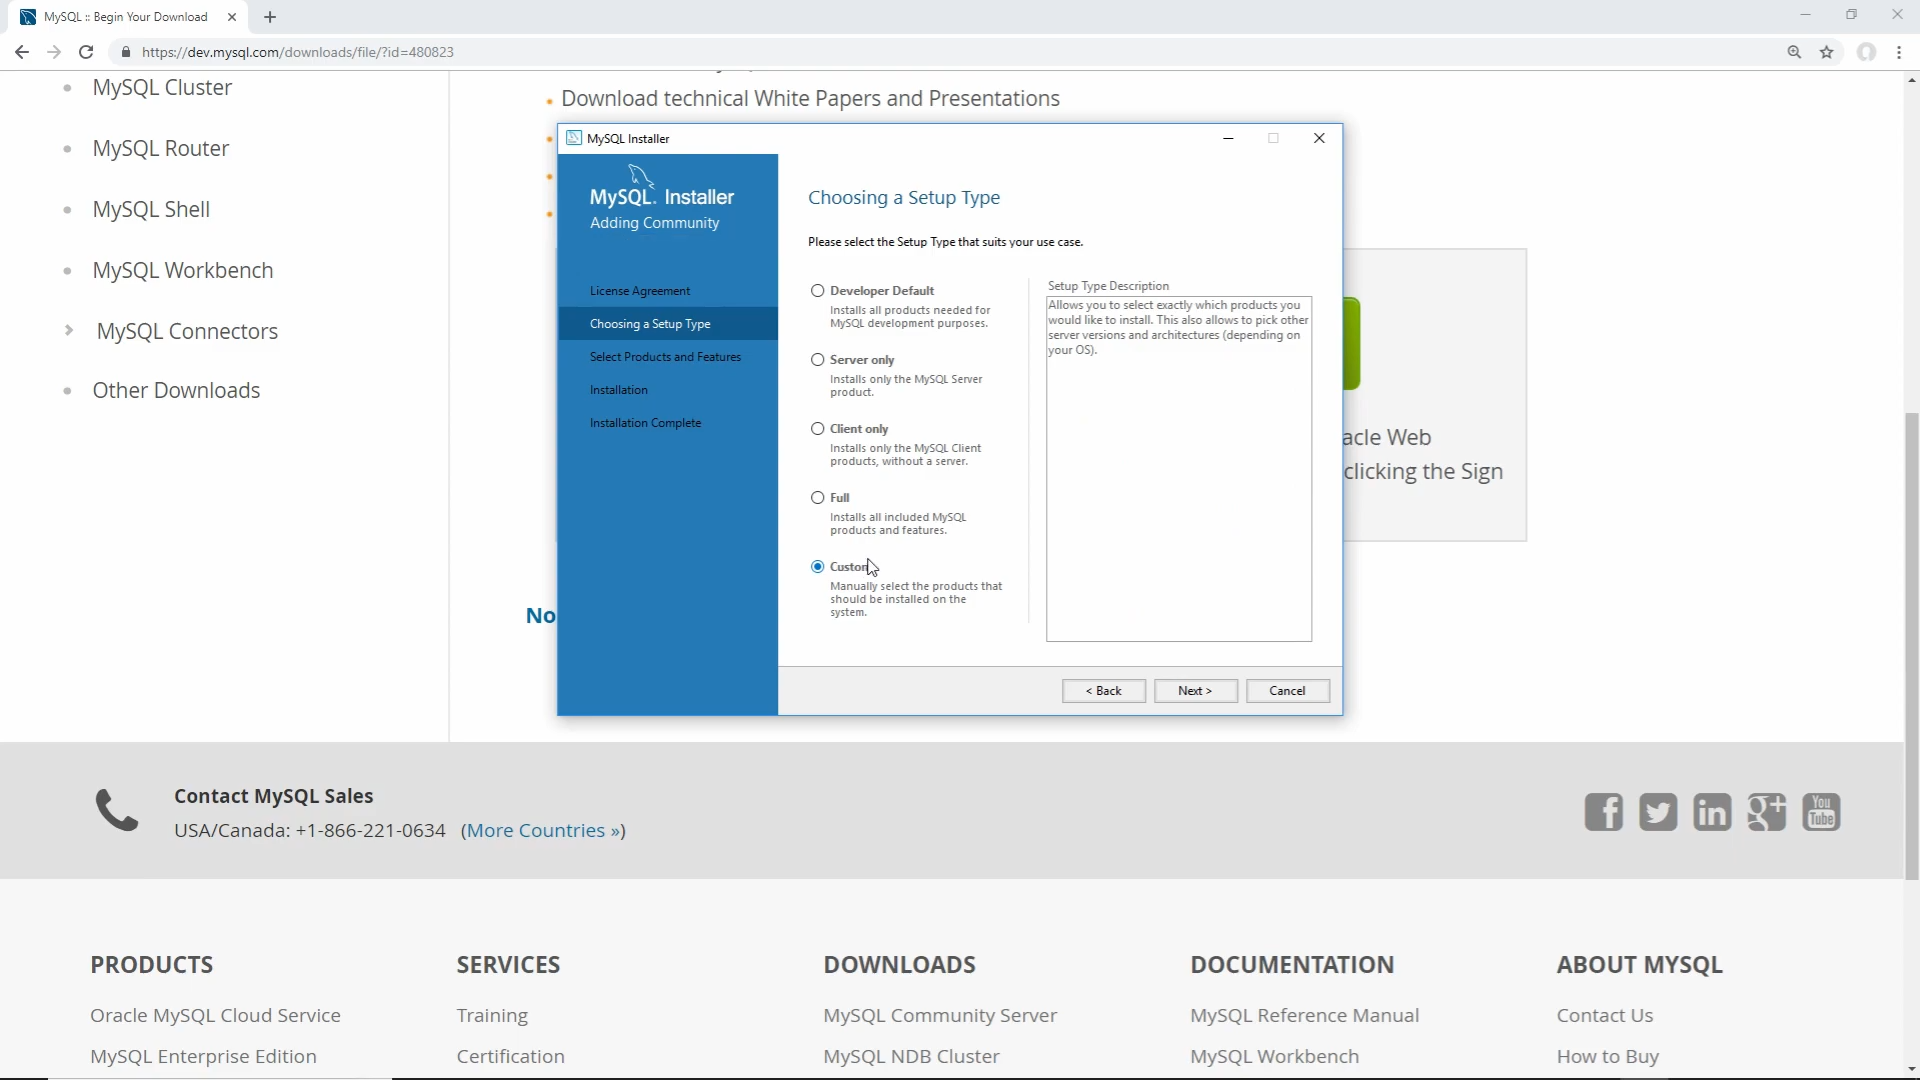 MySQL :: Begin Your Download
https://dev.mysql.com/downloads/file/?id=480823
MySQL Cluster
MySQL Router
MySQL Shell
MySQL Workbench
MySQL Connectors
Other Downloads
Download technical White Papers and Presentations
MySQL Installer
MySQL. Installer
Adding Community
License Agreement
Choosing a Setup Type
Select Products and Features
Installation
Installation Complete
Choosing a Setup Type
Please select the Setup Type that suits your use case.
Developer Default
Installs all products needed for
MySQL development purposes.
Server only
Installs only the MySQL Server
product.
Client only
Installs only the MySQL Client
products, without a server.
Full
Installs all included MySQL
products and features.
Custom
Manually select the products that
should be installed on the
system.
Setup Type Description
Allows you to select exactly which products you
would like to install. This also allows to pick other
server versions and architectures (depending on
your OS).
< Back
Next >
Cancel
acle Web
clicking the Sign
No
Contact MySQL Sales
USA/Canada: +1-866-221-0634 (More Countries »)
f
in
g+
You
Tube
PRODUCTS
Oracle MySQL Cloud Service
MySQL Enterprise Edition
SERVICES
Training
Certification
DOWNLOADS
MySQL Community Server
MySQL NDB Cluster
DOCUMENTATION
MySQL Reference Manual
MySQL Workbench
ABOUT MYSQL
Contact Us
How to Buy